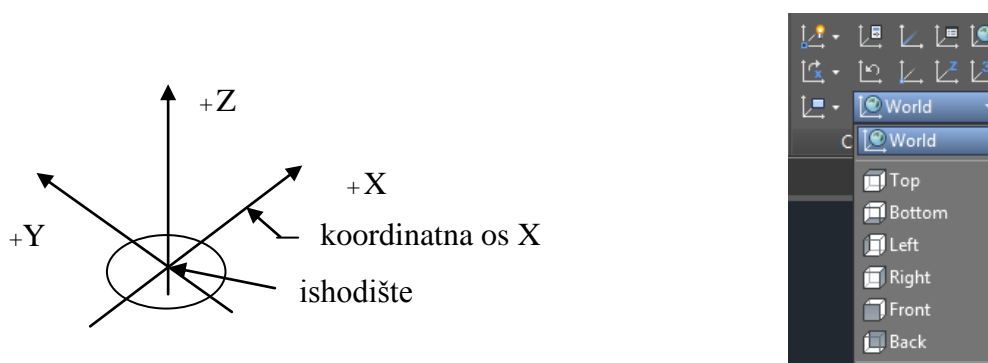 +Z
+X
+Y
koordinatna os X
ishodište
World
C
World
Top
Bottom
Left
Right
Front
Back